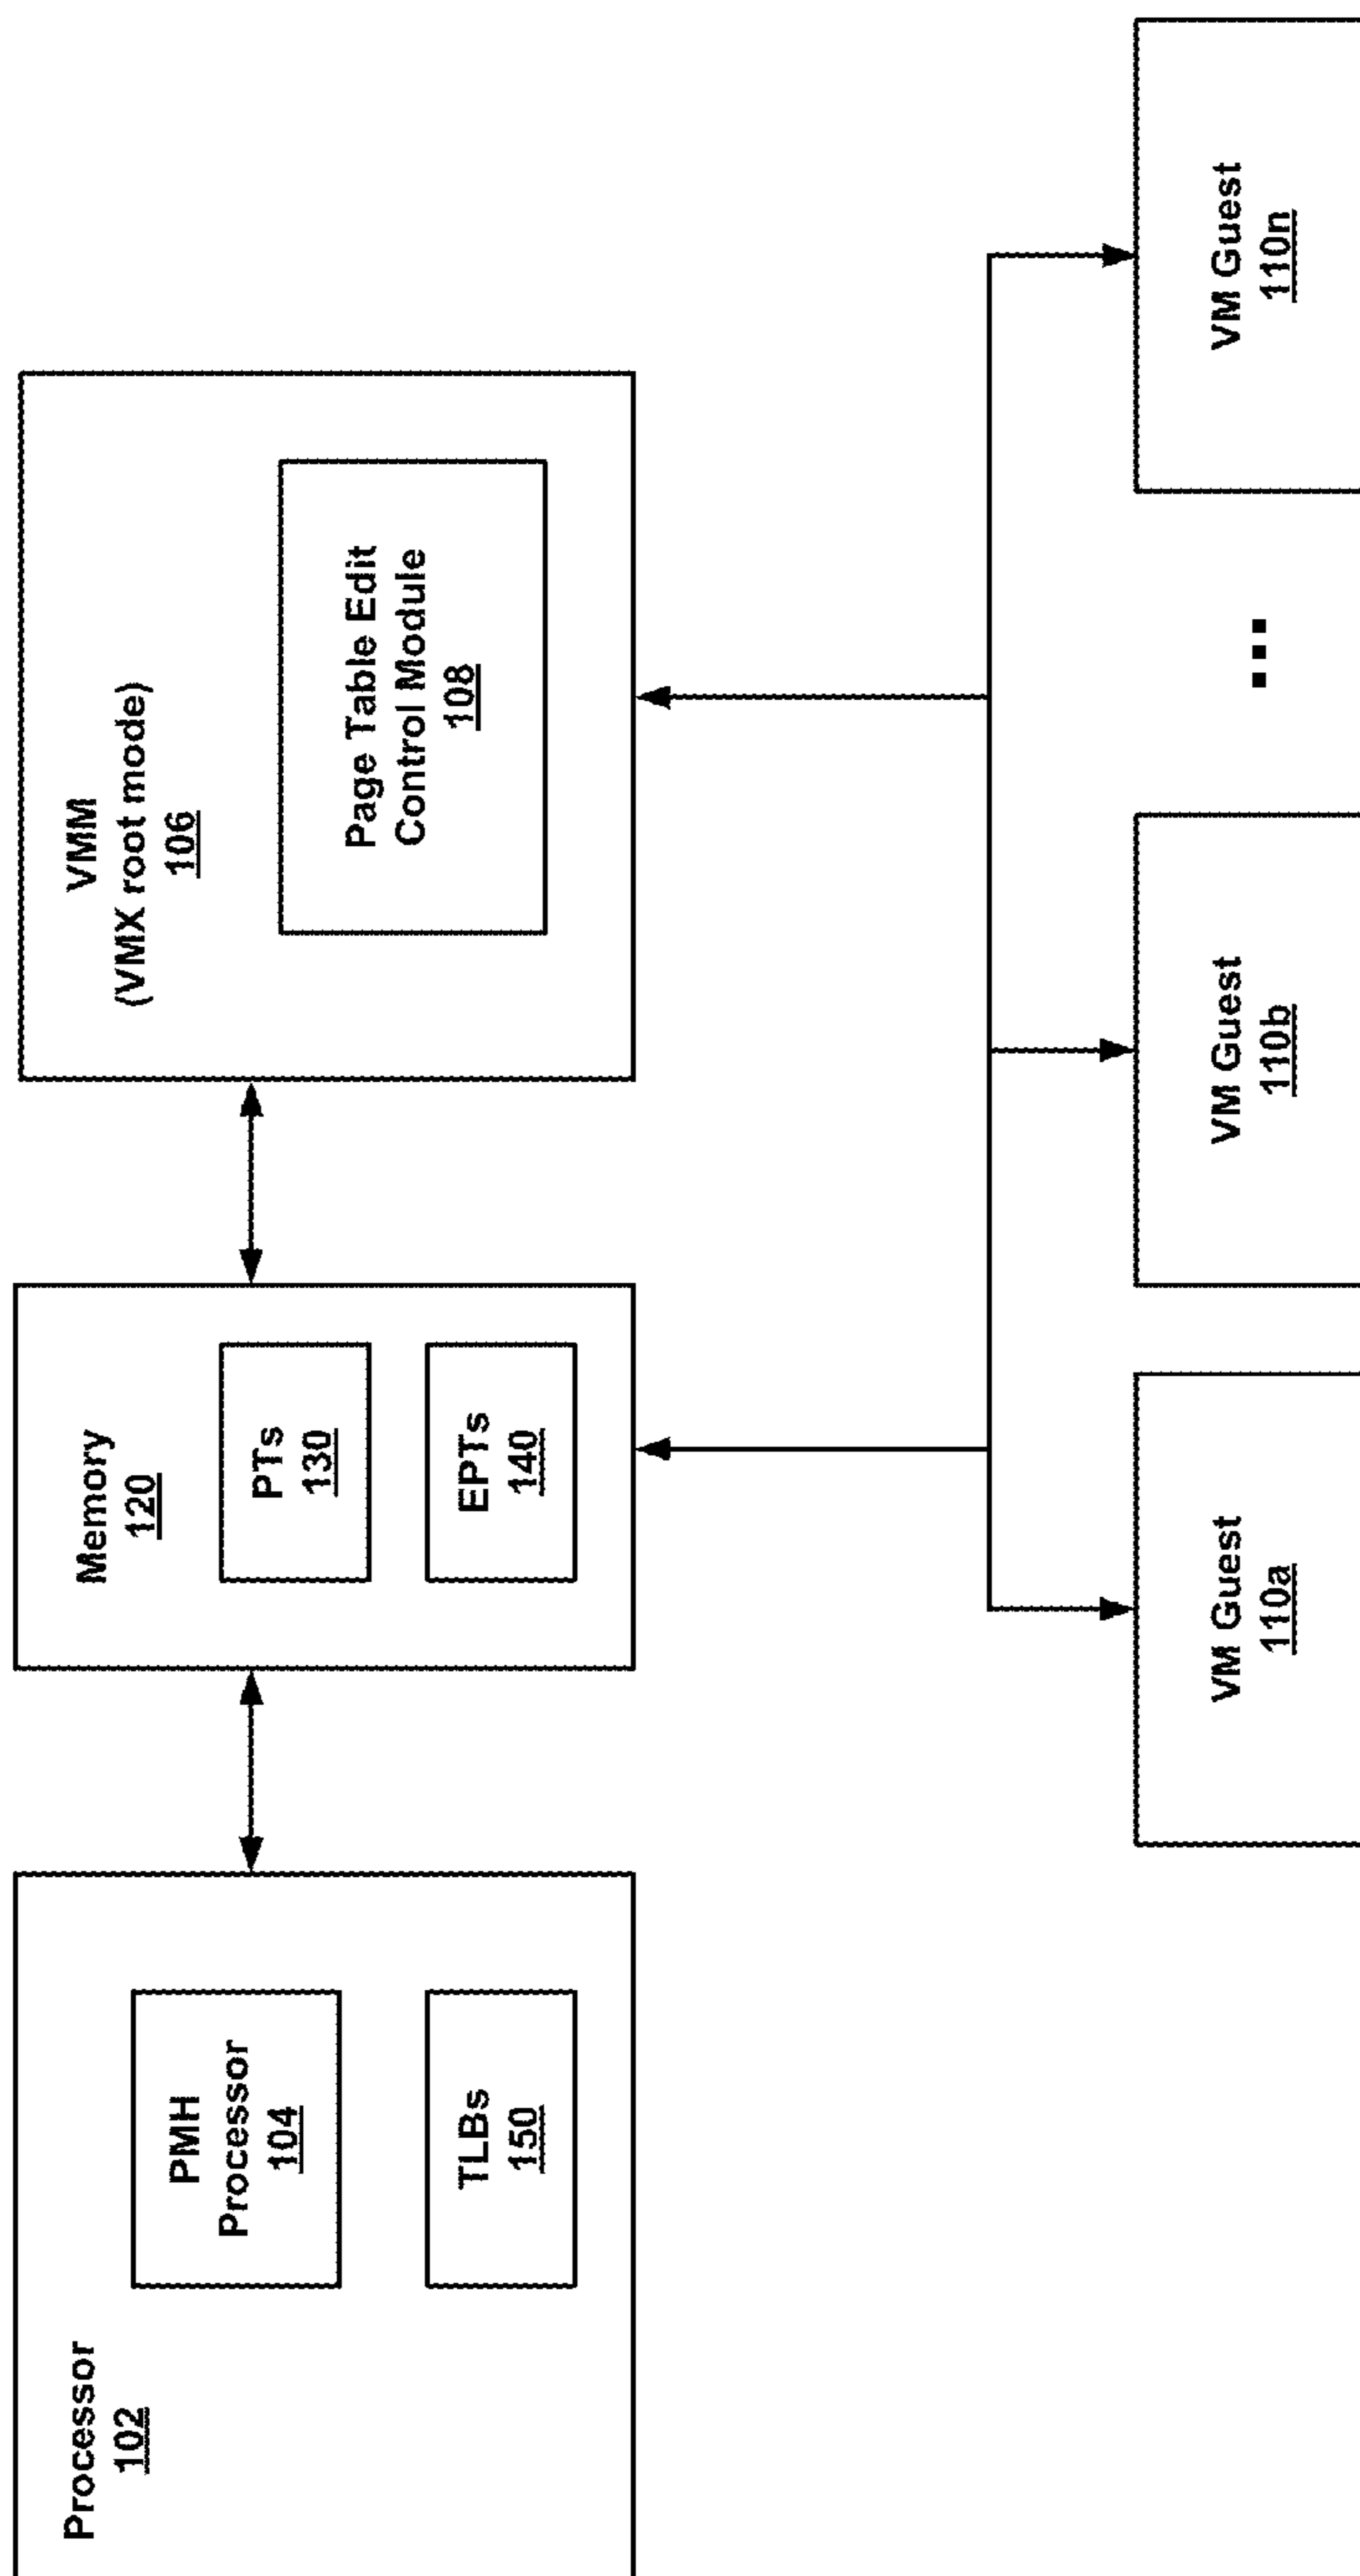 Processor
102
PMH
Processor
104
TLBs
150
Memory
120
PTs
130
EPTs
140
VMM
(VMX root mode)
106
Page Table Edit
Control Module
108
VM Guest
110a
VM Guest
110b
...
VM Guest
110n